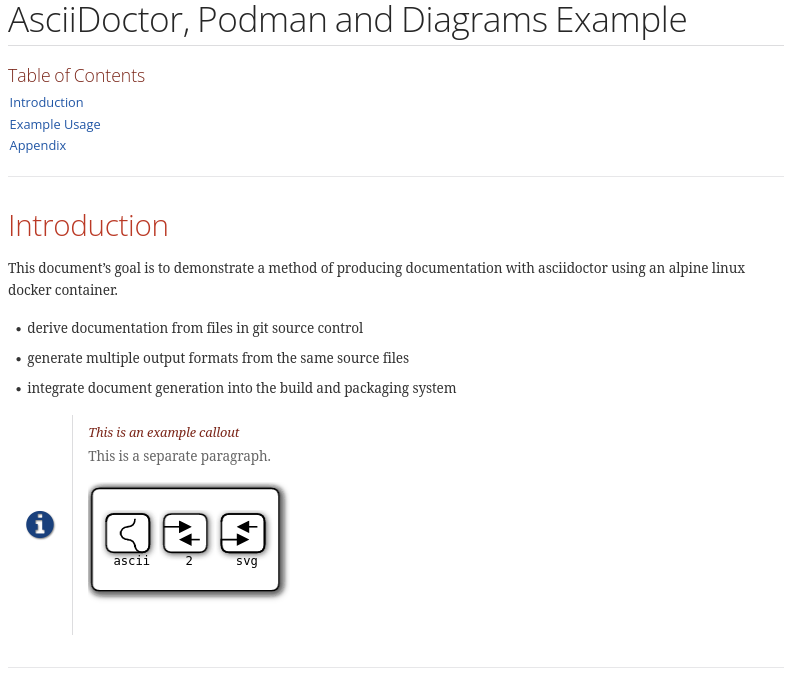 AsciiDoctor, Podman and Diagrams Example
Table of Contents
Introduction
Example Usage
Appendix
Introduction
This document’s goal is to demonstrate a method of producing documentation with asciidoctor using an alpine linux
docker container.
• derive documentation from files in git source control
• generate multiple output formats from the same source files
• integrate document generation into the build and packaging system
This is an example callout
This is a separate paragraph.
ascii 2 svg